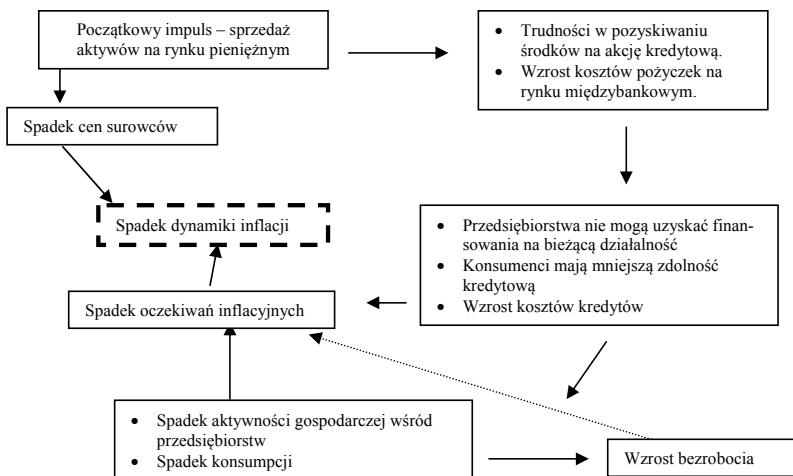 Początkowy impuls – sprzedaż
aktywów na rynku pieniężnym
• Trudności w pozyskiwaniu
środków na akcję kredytową.
• Wzrost kosztów pożyczek na
rynku międzybankowym.
Spadek cen surowców
Spadek dynamiki inflacji
• Przedsiębiorstwa nie mogą uzyskać finan-
sowania na bieżącą działalność
• Konsumenci mają mniejszą zdolność
kredytową
• Wzrost kosztów kredytów
Spadek oczekiwań inflacyjnych
• Spadek aktywności gospodarczej wśród
przedsiębiorstw
• Spadek konsumpcji
Wzrost bezrobocia